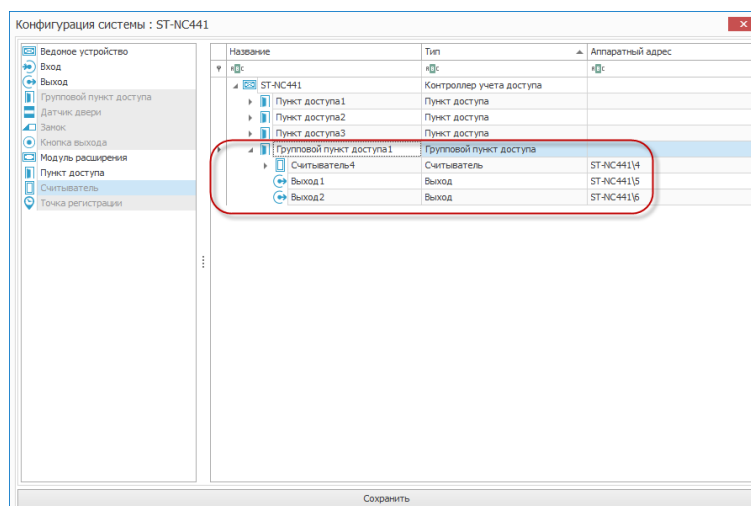 Конфигурация системы : ST-NC441
Ведомое устройство
Вход
Выход
Групповой пункт доступа
Датчик двери
Замок
Кнопка выхода
Модуль расширения
Пункт доступа
Считыватель
Точка регистрации
Название Тип Аппаратный адрес
ST-NC441 Контроллер учета доступа
Пункт доступа1 Пункт доступа
Пункт доступа2 Пункт доступа
Пункт доступа3 Пункт доступа
Групповой пункт доступа1 Групповой пункт доступа
Считыватель4 Считыватель ST-NC441\4
Выход1 Выход ST-NC441\5
Выход2 Выход ST-NC441\6
Сохранить